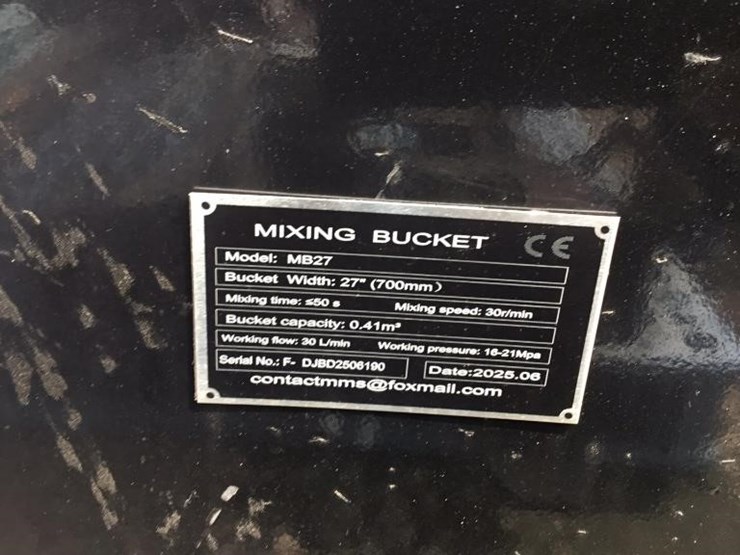 MIXING BUCKET CE
Model: MB27
Bucket Width: 27" (700mm)
Mixing time: ≤50 s Mixing speed: 30r/min
Bucket capacity: 0.41m³
Working flow: 30 L/min Working pressure: 16-21Mpa
Serial No.: F- DJBD2506190 Date:2025.06
contactmms@foxmail.com